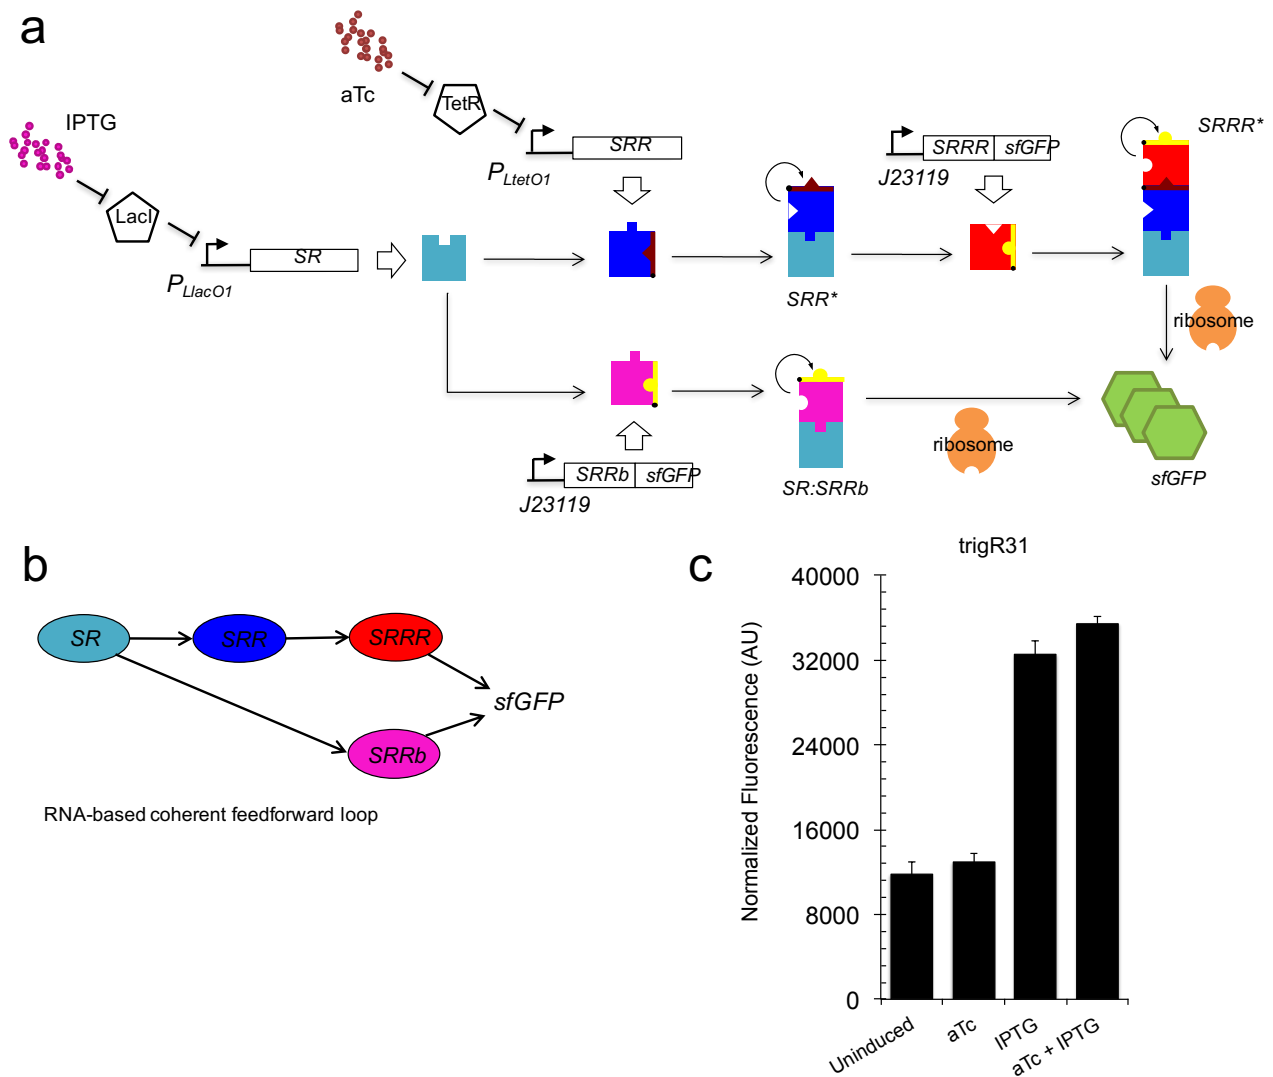 a
aTc
TetR
IPTG
LacI
SRR
PLtetO1
SRRR sfGFP
J23119
SRRR*
SR
PLlacO1
SRR*
ribosome
ribosome
SRRb sfGFP
J23119
SR:SRRb
sfGFP
b
SR
SRR
SRRR
sfGFP
SRRb
RNA-based coherent feedforward loop
c
trigR31
Normalized Fluorescence (AU)
40000
32000
24000
16000
8000
0
Uninduced
aTc
IPTG
aTc + IPTG